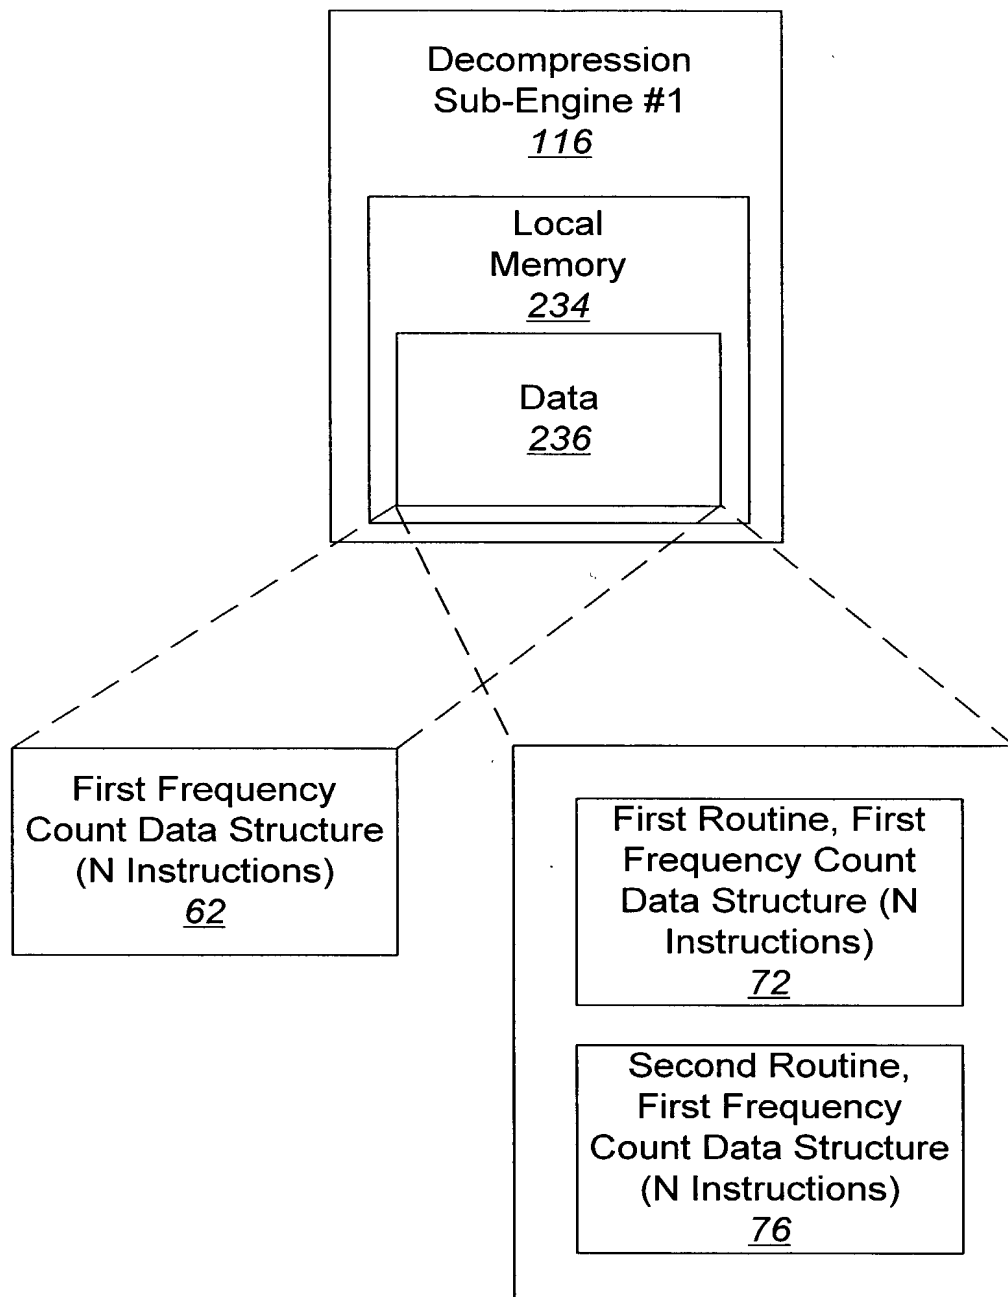 Decompression
Sub-Engine #1
116
Local
Memory
234
Data
236
First Frequency
Count Data Structure
(N Instructions)
62
First Routine, First
Frequency Count
Data Structure (N
Instructions)
72
Second Routine,
First Frequency
Count Data Structure
(N Instructions)
76